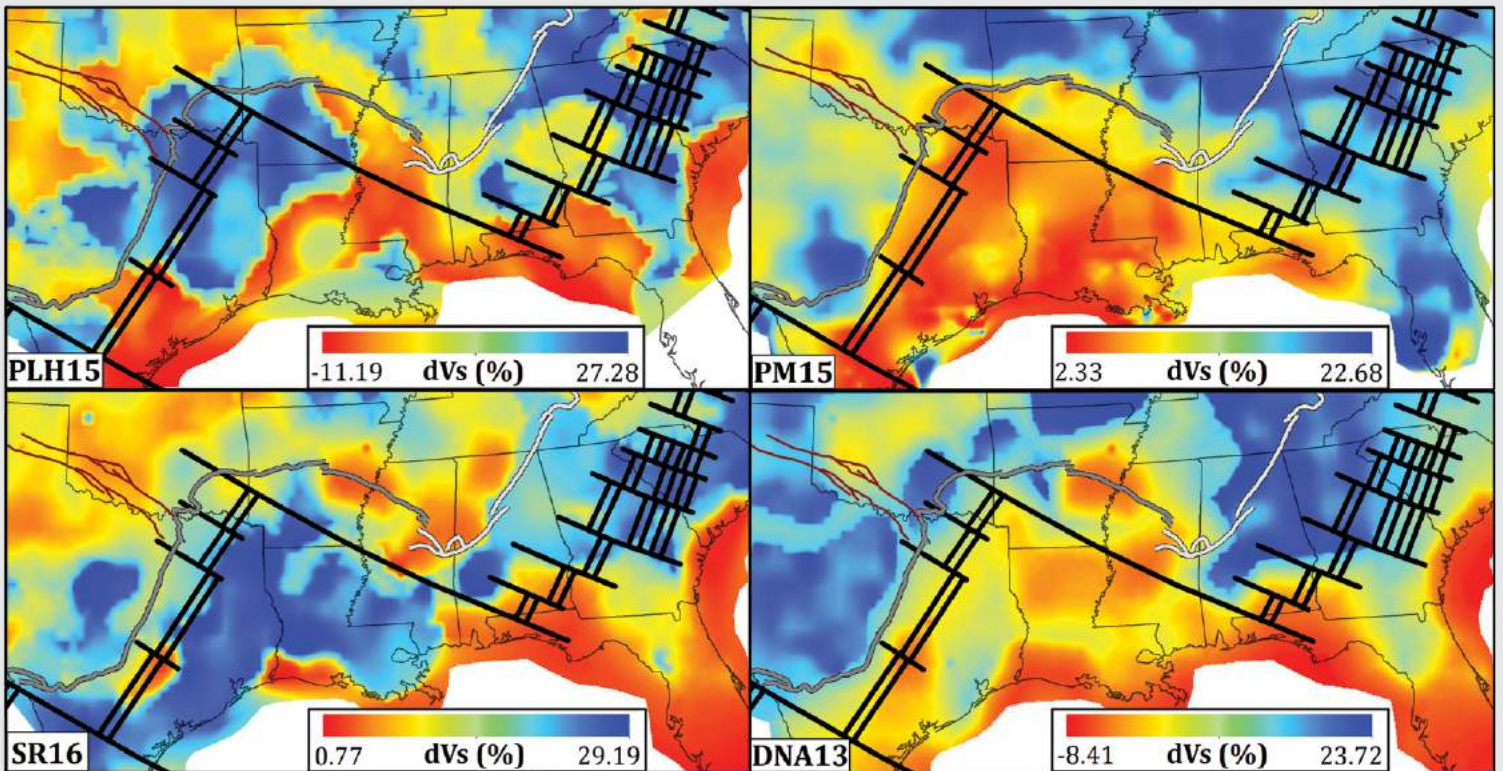 -11.19 dVs (%) 27.28
PLH15
2.33 dVs (%) 22.68
PM15
0.77 dVs (%) 29.19
SR16
-8.41 dVs (%) 23.72
DNA13